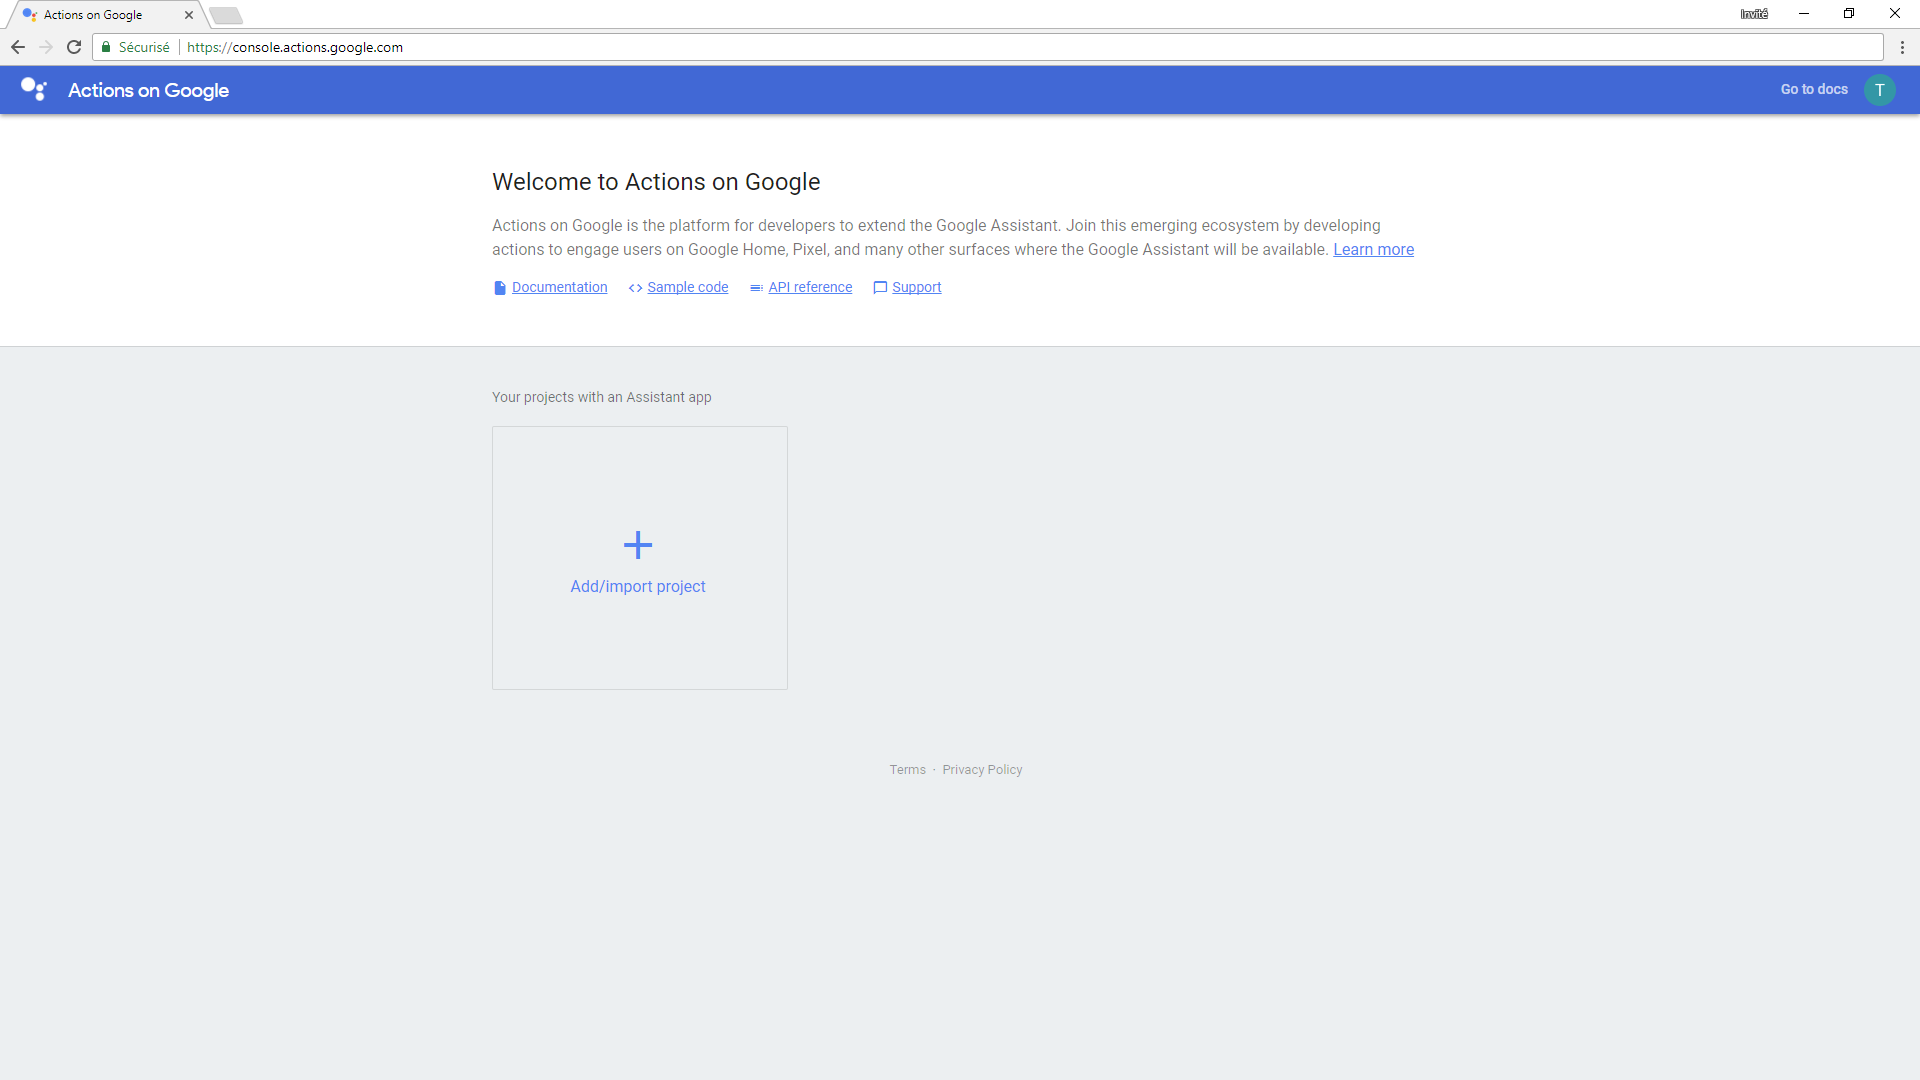 Actions on Google
Invité
Sécurisé
https://console.actions.google.com
Actions on Google
Go to docs
T
Welcome to Actions on Google
Actions on Google is the platform for developers to extend the Google Assistant. Join this emerging ecosystem by developing
actions to engage users on Google Home, Pixel, and many other surfaces where the Google Assistant will be available. Learn more
Documentation
Sample code
API reference
Support
Your projects with an Assistant app
Add/import project
Terms · Privacy Policy